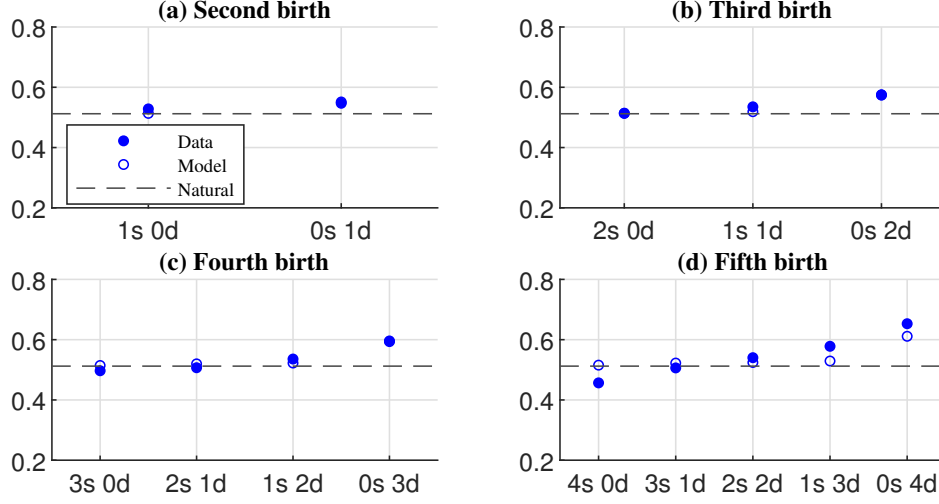 (a) Second birth
0.8
0.6
0.4
0.2
Data
Model
Natural
1s 0d
0s 1d
(b) Third birth
0.8
0.6
0.4
0.2
2s 0d
1s 1d
0s 2d
(c) Fourth birth
0.8
0.6
0.4
0.2
3s 0d
2s 1d
1s 2d
0s 3d
(d) Fifth birth
0.8
0.6
0.4
0.2
4s 0d
3s 1d
2s 2d
1s 3d
0s 4d